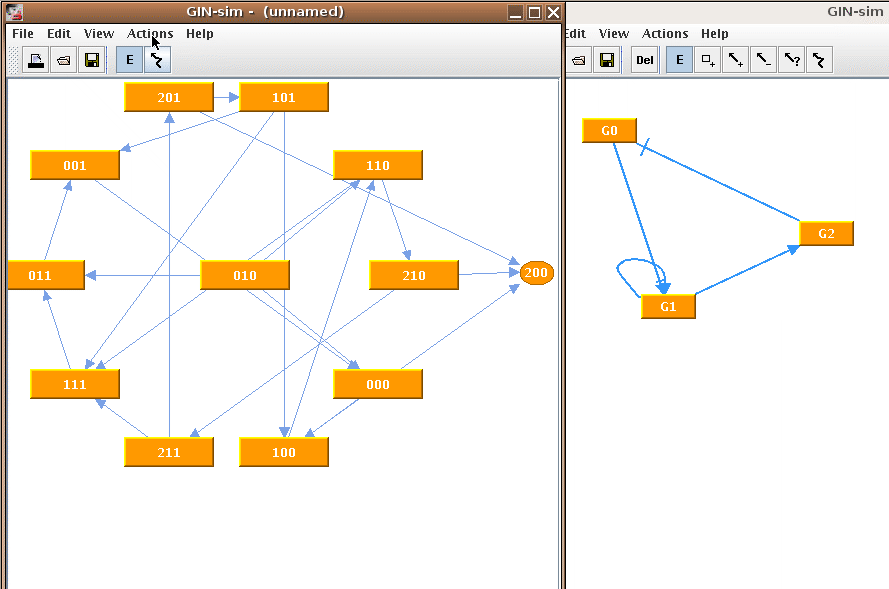 GIN-sim - (unnamed)
File Edit View Actions Help
E
201 101
001 110
011 010 210 200
111 000
211 100
GIN-sim
Edit View Actions Help
Del E ?
G0
G2
G1